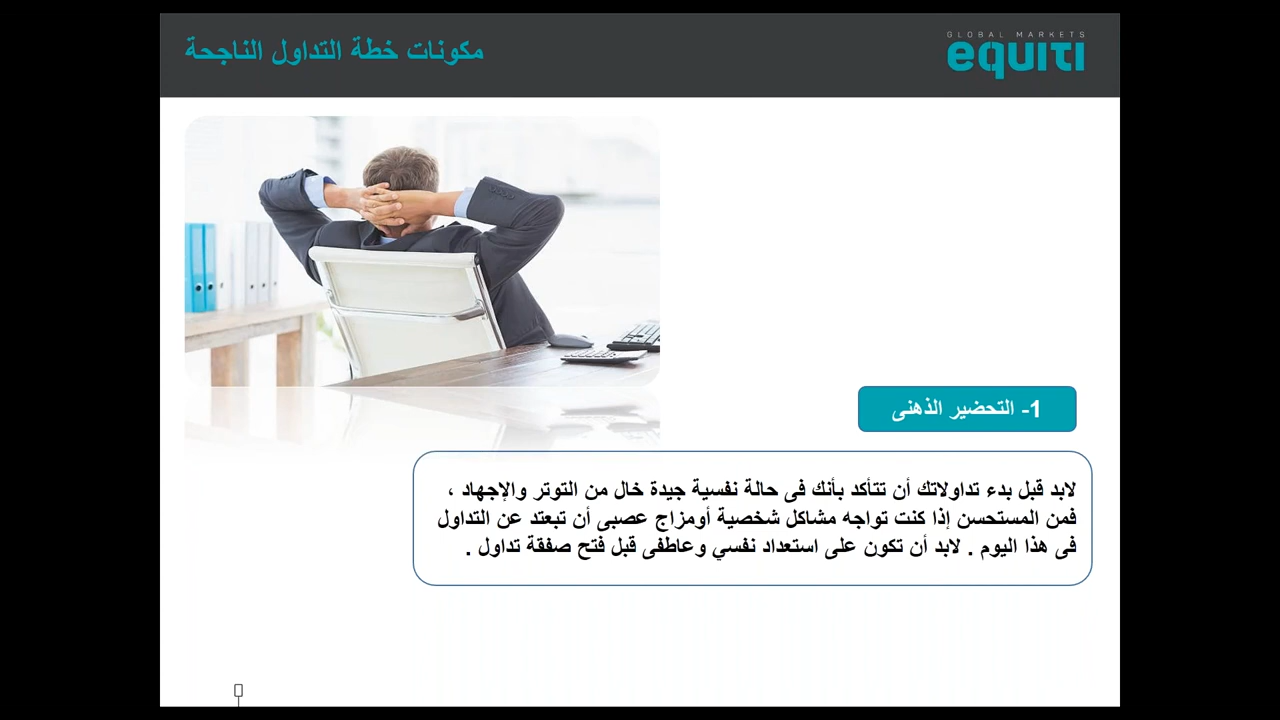 مكونات خطة التداول الناجحة
GLOBAL MARKETS
equiti
1- التحضير الذهنى
لابد قبل بدء تداولاتك أن تتأكد بأنك فى حالة نفسية جيدة خال من التوتر والإجهاد ،
فمن المستحسن إذا كنت تواجه مشاكل شخصية أومزاج عصبى أن تبعتد عن التداول
فى هذا اليوم . لابد أن تكون على استعداد نفسي وعاطفى قبل فتح صفقة تداول .